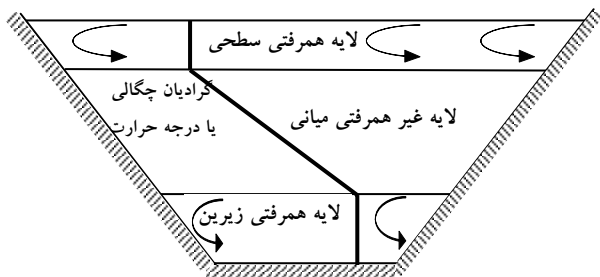 لایه همرفتی سطحی
گرادیان چگالی
یا درجه حرارت
لایه غیر همرفتی میانی
لایه همرفتی زیرین